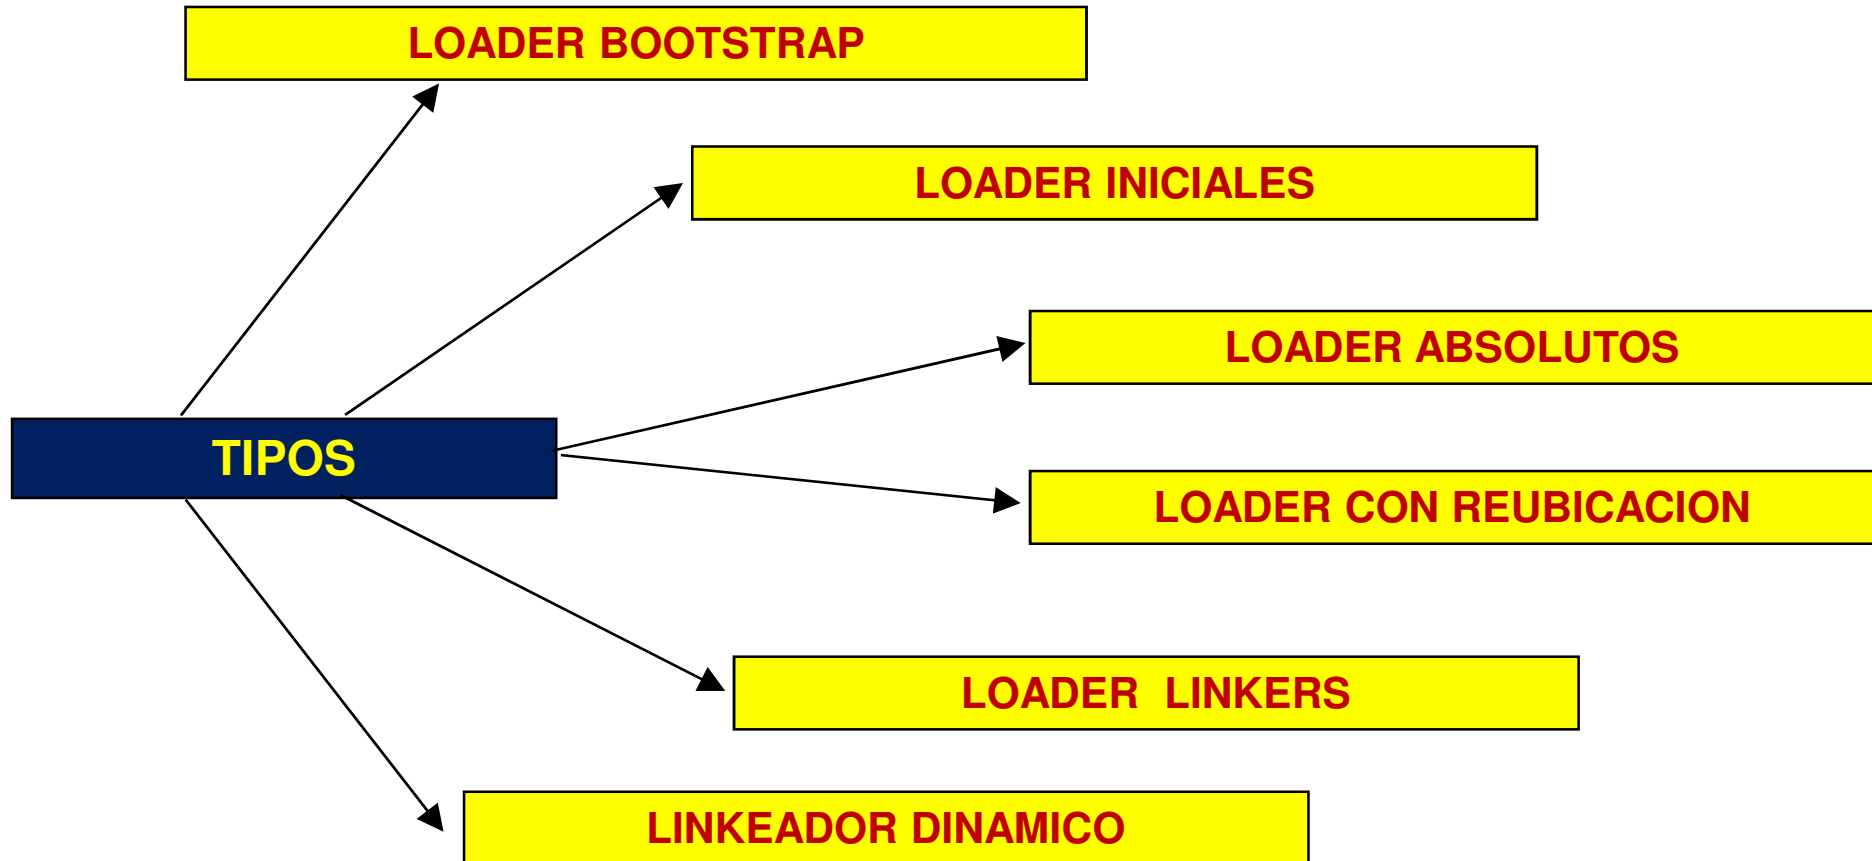 LOADER BOOTSTRAP
LOADER INICIALES
LOADER ABSOLUTOS
TIPOS
LOADER CON REUBICACION
LOADER  LINKERS
LINKEADOR DINAMICO